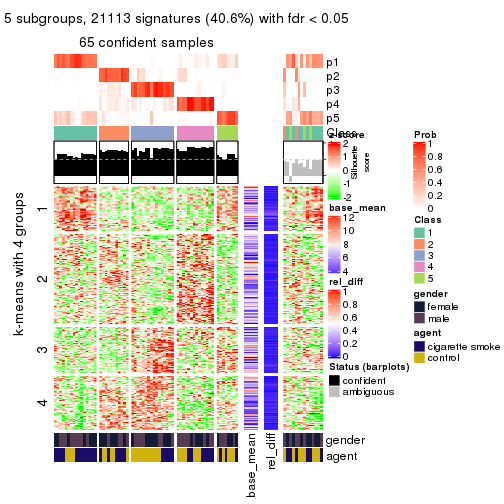 5 subgroups, 21113 signatures (40.6%) with fdr < 0.05
65 confident samples
p1
p2
p3
p4
p5
Class
z-score
2
1
0
-1
-2
Silhouette
score
base_mean
12
10
8
6
4
rel_diff
1
0.8
0.6
0.4
0.2
0
Status (barplots)
confident
ambiguous
Prob
1
0.8
0.6
0.4
0.2
0
Class
1
2
3
4
5
gender
female
male
agent
cigarette smoke
control
k-means with 4 groups
1
2
3
4
gender
agent
base_mean
rel_diff